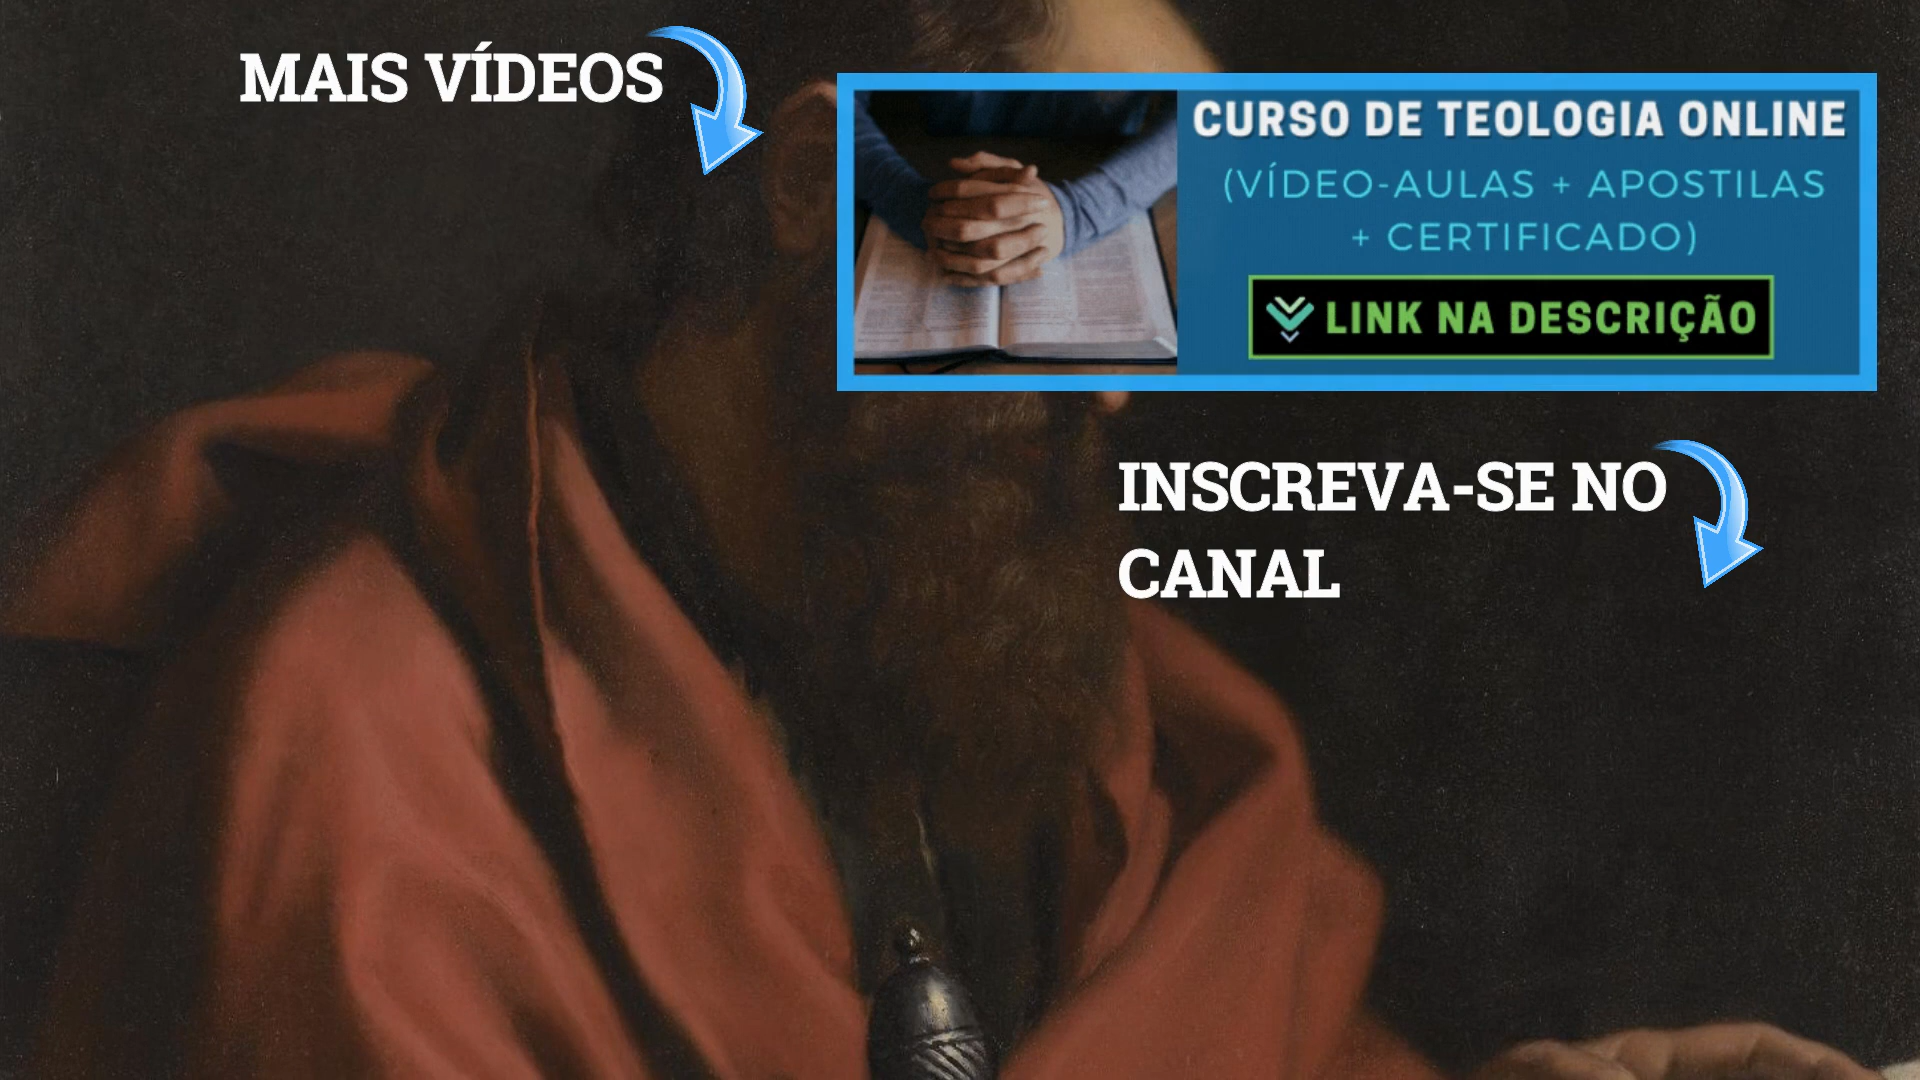 MAIS VÍDEOS
CURSO DE TEOLOGIA ONLINE
(VÍDEO-AULAS + APOSTILAS
+ CERTIFICADO)
LINK NA DESCRIÇÃO
INSCREVA-SE NO
CANAL